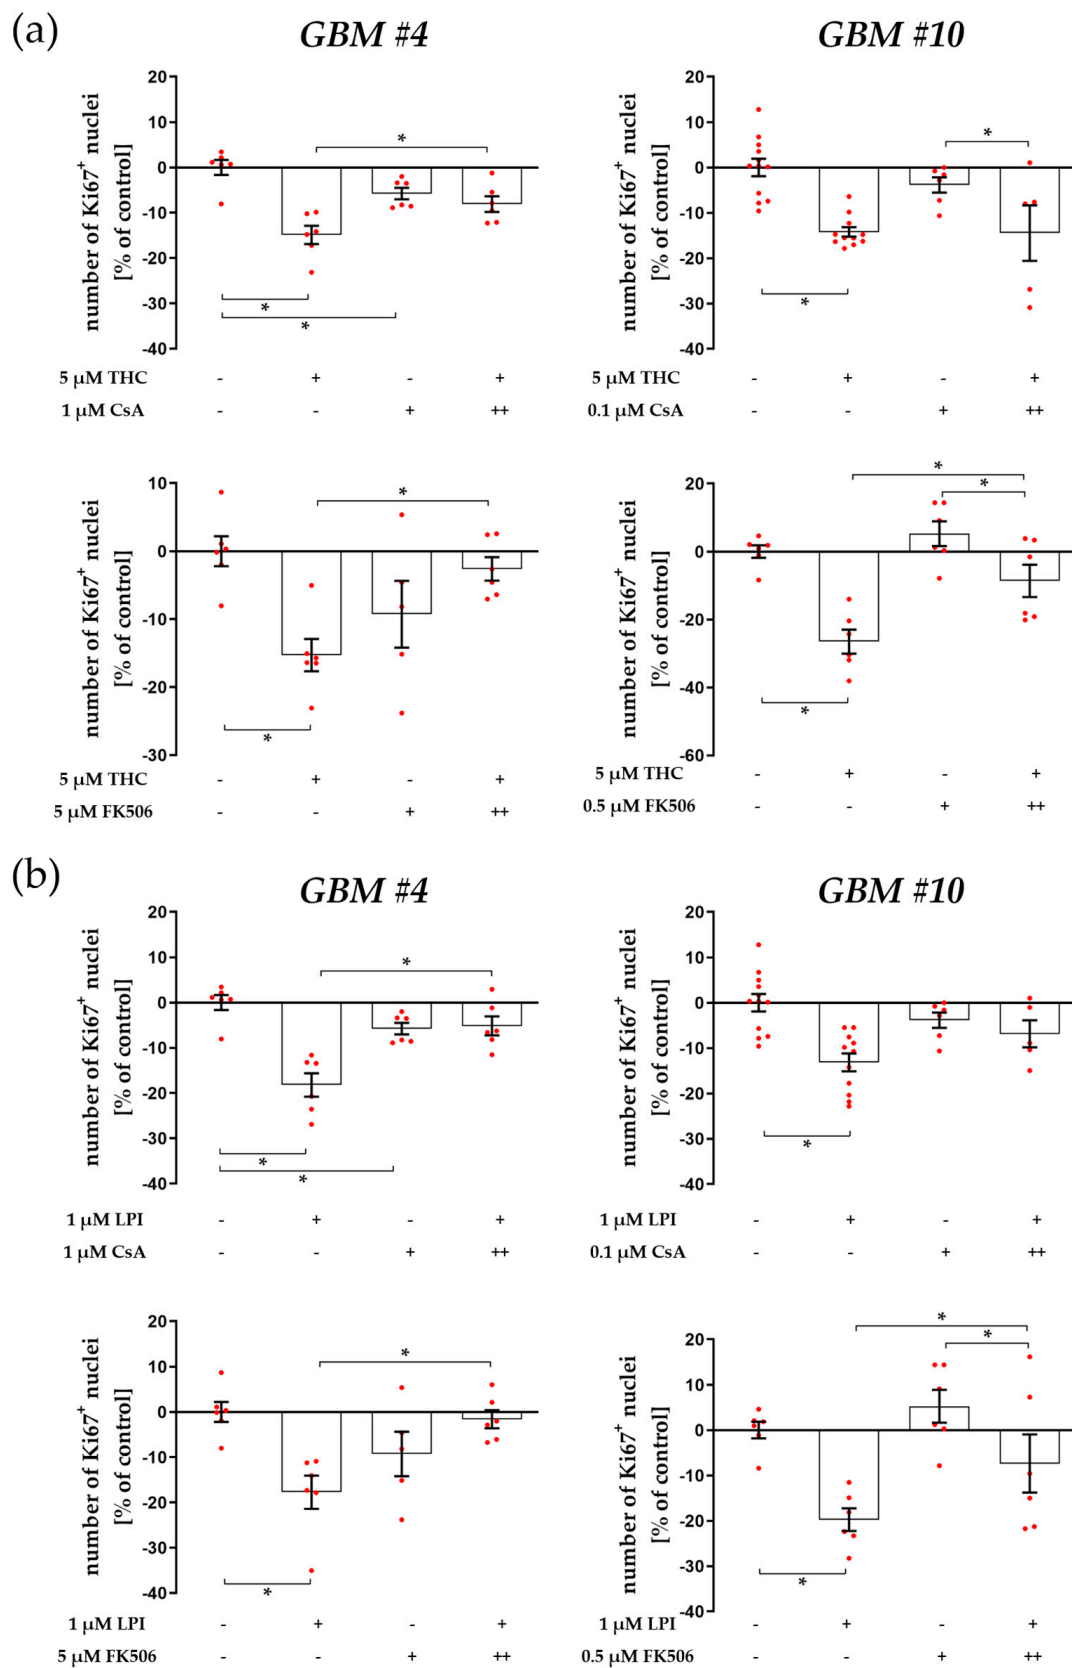 (a)
GBM #4
GBM #10
number of Ki67+ nuclei
[% of control]
20
10
0
-10
-20
-30
-40
*
*
*
5 µM THC - + - +
1 µM CsA - - + ++
number of Ki67+ nuclei
[% of control]
20
10
0
-10
-20
-30
-40
*
*
5 µM THC - + - +
0.1 µM CsA - - + ++
number of Ki67+ nuclei
[% of control]
10
0
-10
-20
-30
*
*
5 µM THC - + - +
5 µM FK506 - - + ++
number of Ki67+ nuclei
[% of control]
20
0
-20
-40
-60
*
*
*
5 µM THC - + - +
0.5 µM FK506 - - + ++
(b)
GBM #4
GBM #10
number of Ki67+ nuclei
[% of control]
20
10
0
-10
-20
-30
-40
*
*
*
1 µM LPI - + - +
1 µM CsA - - + ++
number of Ki67+ nuclei
[% of control]
20
10
0
-10
-20
-30
-40
*
1 µM LPI - + - +
0.1 µM CsA - - + ++
number of Ki67+ nuclei
[% of control]
20
10
0
-10
-20
-30
-40
*
*
1 µM LPI - + - +
5 µM FK506 - - + ++
number of Ki67+ nuclei
[% of control]
20
10
0
-10
-20
-30
-40
*
*
*
1 µM LPI - + - +
0.5 µM FK506 - - + ++